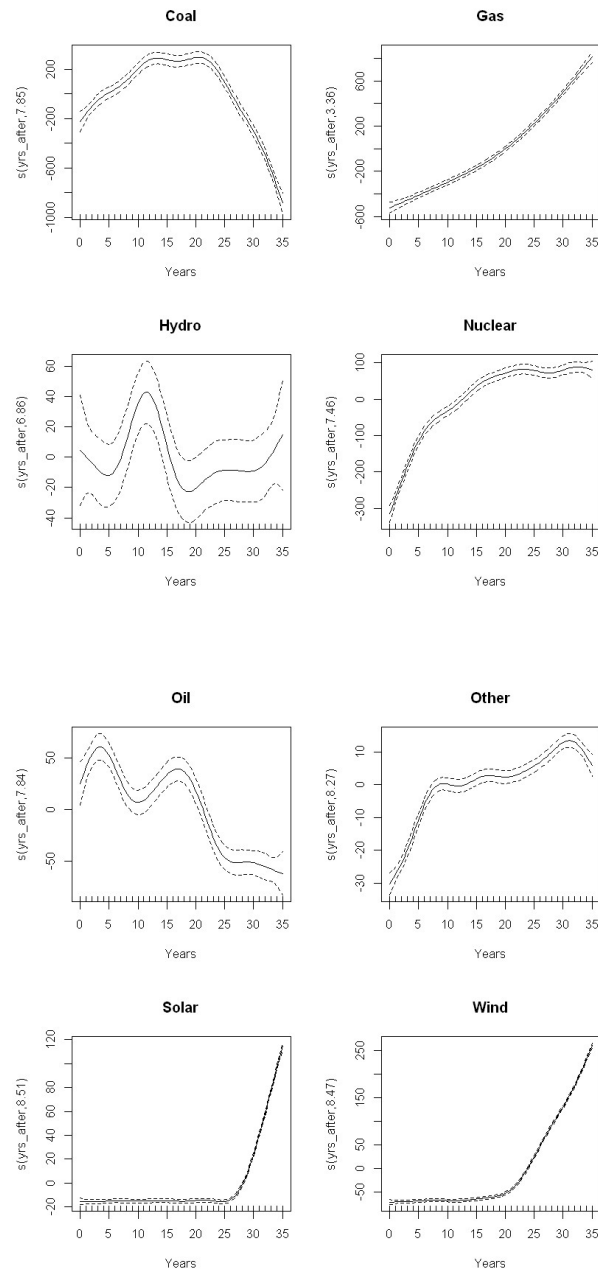 Coal
Gas
s(yrs_after,7.85)
200
-200
-600
-1000
0 5 10 15 20 25 30 35
Years
s(yrs_after,3.36)
600
200
-200
-600
0 5 10 15 20 25 30 35
Years
Hydro
Nuclear
s(yrs_after,6.86)
60
40
20
0
-20
-40
0 5 10 15 20 25 30 35
Years
s(yrs_after,7.46)
100
0
-100
-300
0 5 10 15 20 25 30 35
Years
Oil
Other
s(yrs_after,7.84)
50
0
-50
0 5 10 15 20 25 30 35
Years
s(yrs_after,8.27)
10
0
-10
-30
0 5 10 15 20 25 30 35
Years
Solar
Wind
s(yrs_after,8.51)
120
80
60
40
20
0
-20
0 5 10 15 20 25 30 35
Years
s(yrs_after,8.47)
250
150
50
0
-50
0 5 10 15 20 25 30 35
Years